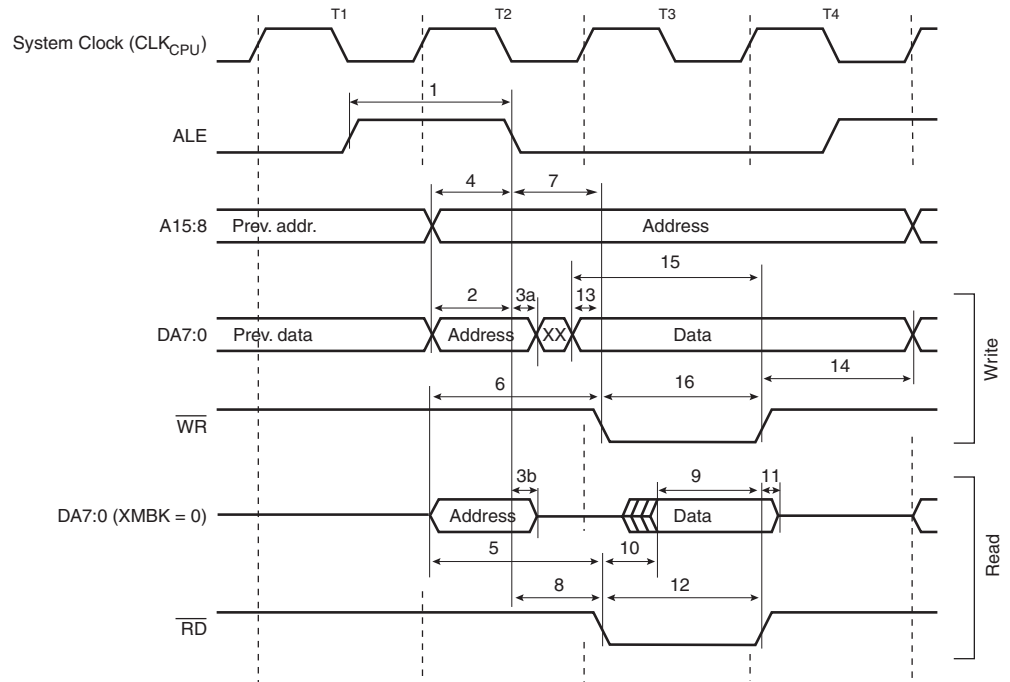 T1 T2 T3 T4
System Clock (CLKCPU)
1
ALE
4 7
A15:8 Prev. addr. Address
15
2 3a 13
DA7:0 Prev. data Address XX Data
14
6 16
WR
Write
3b 9 11
DA7:0 (XMBK = 0) Address Data
5 10
8 12
RD
Read